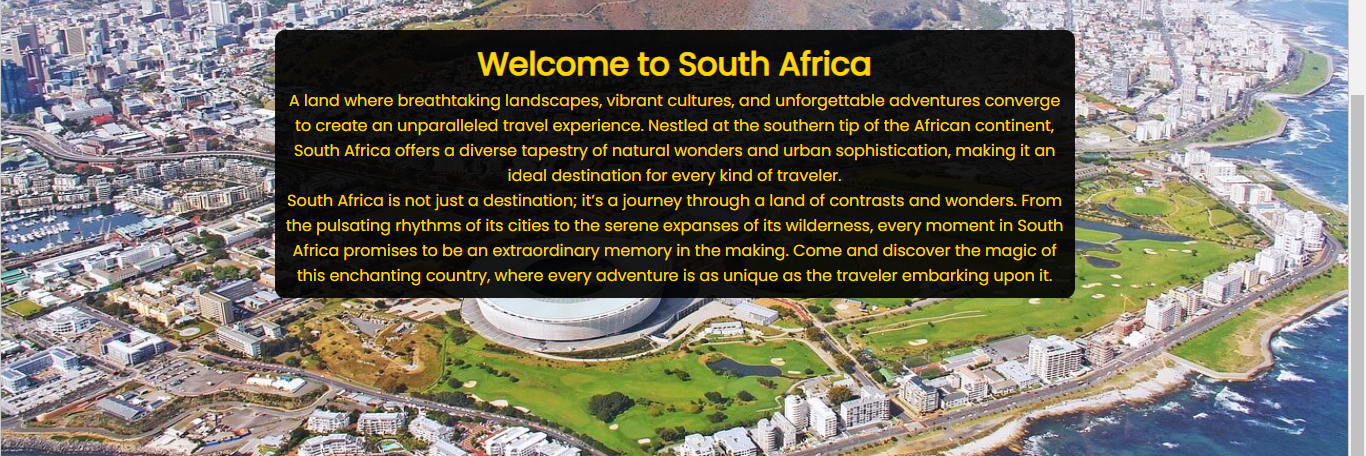 Welcome to South Africa
A land where breathtaking landscapes, vibrant cultures, and unforgettable adventures converge
to create an unparalleled travel experience. Nestled at the southern tip of the African continent,
South Africa offers a diverse tapestry of natural wonders and urban sophistication, making it an
ideal destination for every kind of traveler.
South Africa is not just a destination; it’s a journey through a land of contrasts and wonders. From
the pulsating rhythms of its cities to the serene expanses of its wilderness, every moment in South
Africa promises to be an extraordinary memory in the making. Come and discover the magic of
this enchanting country, where every adventure is as unique as the traveler embarking upon it.